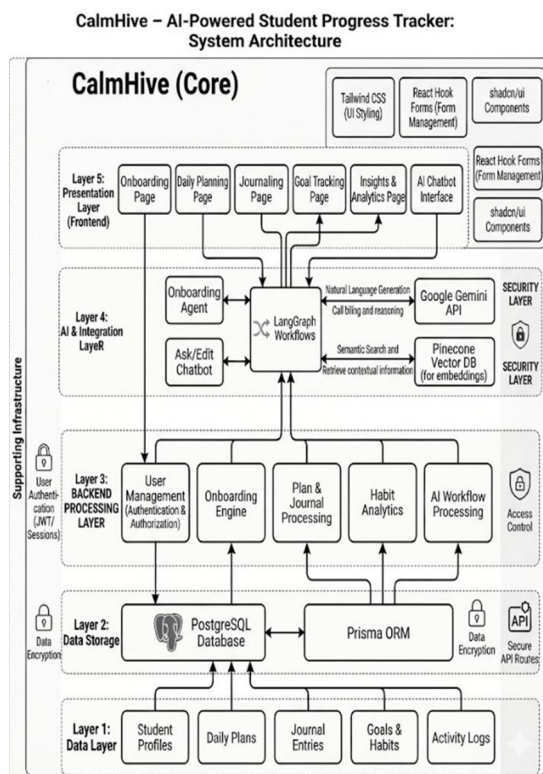 CalmHive – AI-Powered Student Progress Tracker:
System Architecture
CalmHive (Core)
Tailwind CSS
(UI Styling)
React Hook
Forms (Form
Management)
shadcn/ui
Components
React Hook
Forms (Form
Management)
shadcn/ui
Components
Layer 5:
Presentation
Layer
(Frontend)
Onboarding
Page
Daily Planning
Page
Journaling
Page
Goal Tracking
Page
Insights &
Analytics Page
AI Chatbot
Interface
Layer 4:
AI & Integration
LayeR
Onboarding
Agent
Ask/Edit
Chatbot
LangGraph
Workflows
Natural Language Generation
Call biling and reasoning
Google Gemini
API
Semantic Search and
Retrieve contextual information
Pinecone
Vector DB
(for embeddings)
SECURITY
LAYER
SECURITY
LAYER
Supporting Infrastructure
User
Authenti-
cation
(JWT/
Sessions)
Layer 3:
BACKEND
PROCESSING
LAYER
User
Management
(Authentication &
Authorization)
Onboarding
Engine
Plan &
Journal
Processing
Habit
Analytics
AI Workflow
Processing
Access
Control
Data
Encryption
Layer 2:
Data Storage
PostgreSQL
Database
Prisma ORM
Data
Encryption
API
Secure
API Routes
Layer 1:
Data Layer
Student
Profiles
Daily Plans
Journal
Entries
Goals &
Habits
Activity Logs